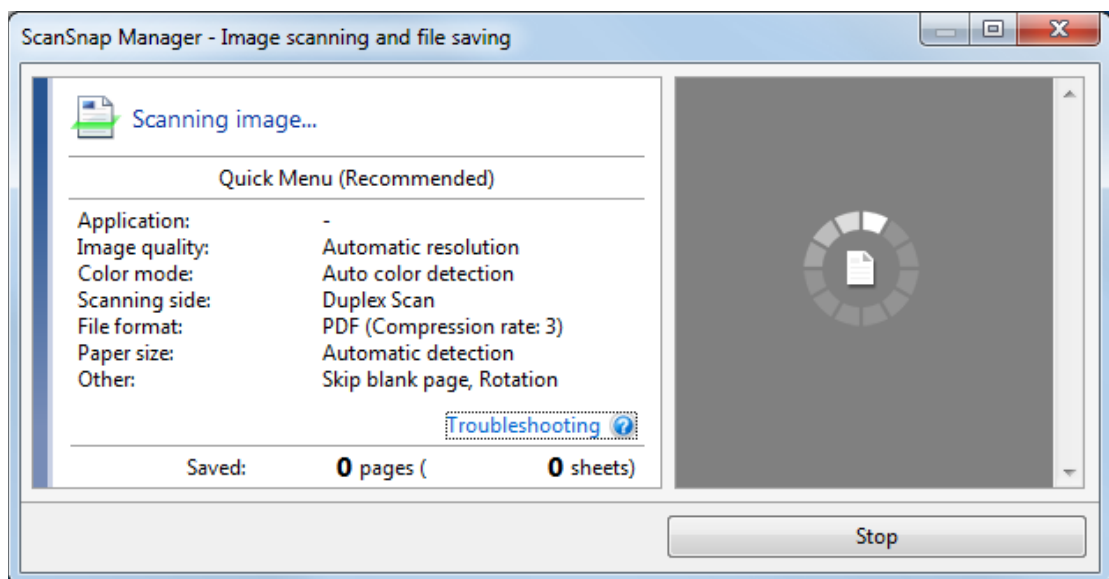 ScanSnap Manager - Image scanning and file saving
Scanning image...
Quick Menu (Recommended)
Application: -
Image quality: Automatic resolution
Color mode: Auto color detection
Scanning side: Duplex Scan
File format: PDF (Compression rate: 3)
Paper size: Automatic detection
Other: Skip blank page, Rotation
Troubleshooting
Saved: 0 pages ( 0 sheets)
Stop